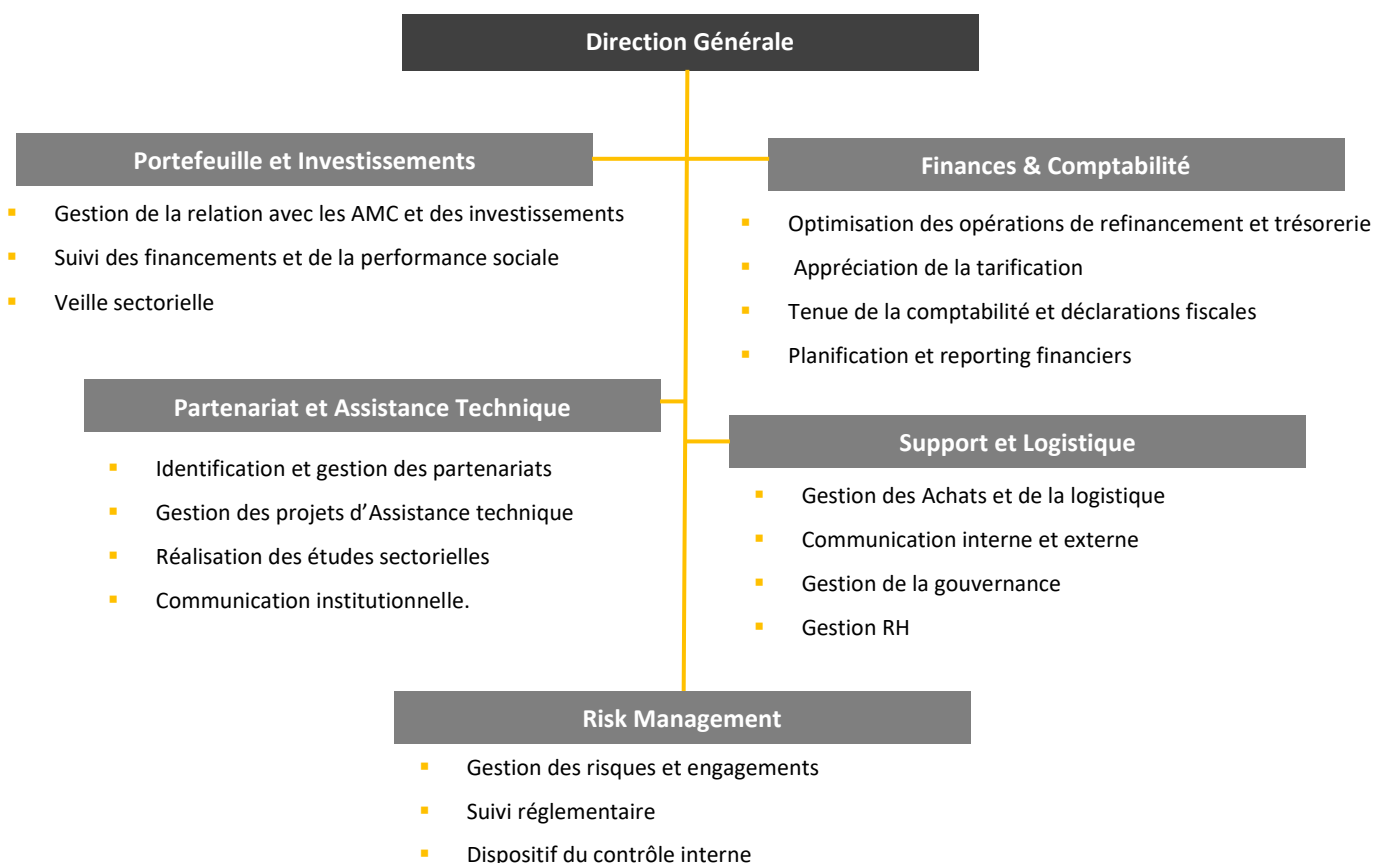 Direction Générale
Portefeuille et Investissements
▪ Gestion de la relation avec les AMC et des investissements
▪ Suivi des financements et de la performance sociale
▪ Veille sectorielle
Finances & Comptabilité
▪ Optimisation des opérations de refinancement et trésorerie
▪ Appréciation de la tarification
▪ Tenue de la comptabilité et déclarations fiscales
▪ Planification et reporting financiers
Partenariat et Assistance Technique
▪ Identification et gestion des partenariats
▪ Gestion des projets d’Assistance technique
▪ Réalisation des études sectorielles
▪ Communication institutionnelle.
Support et Logistique
▪ Gestion des Achats et de la logistique
▪ Communication interne et externe
▪ Gestion de la gouvernance
▪ Gestion RH
Risk Management
▪ Gestion des risques et engagements
▪ Suivi réglementaire
▪ Dispositif du contrôle interne